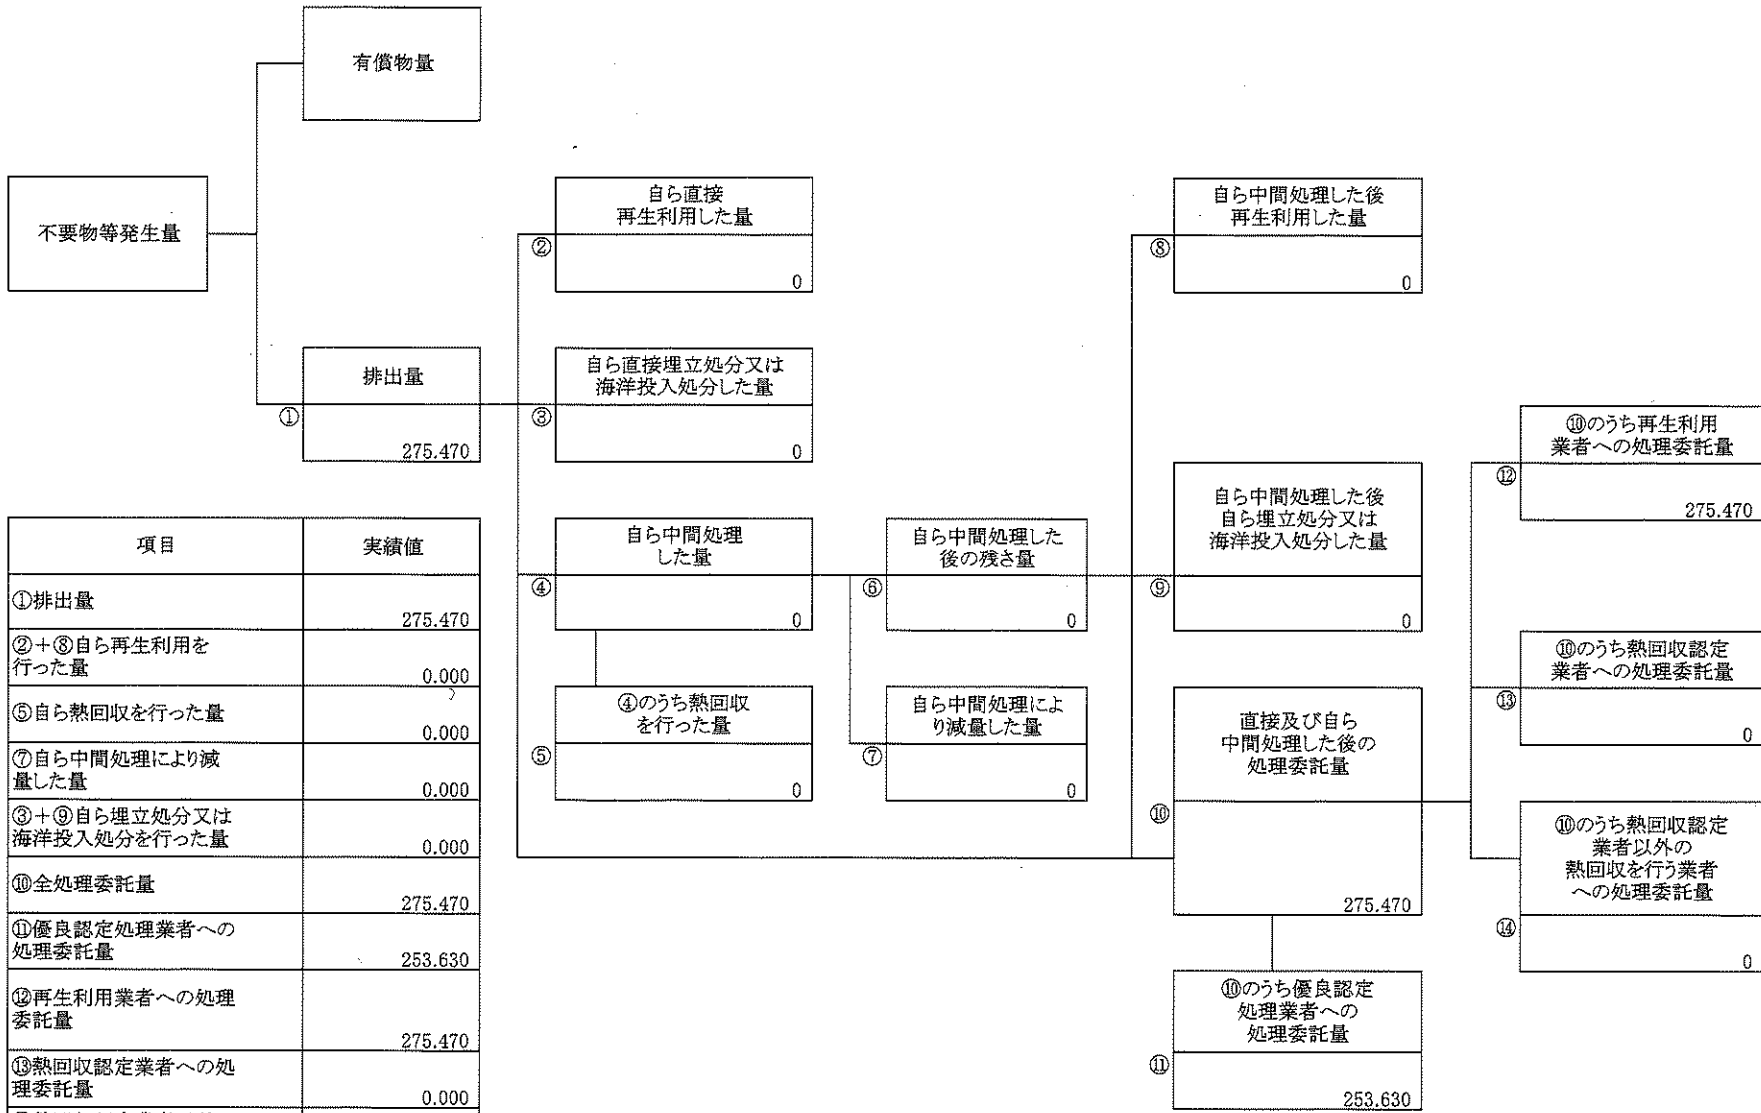 有償物量
不要物等発生量
排出量
①
275.470
自ら直接
再生利用した量
②
0
自ら直接埋立処分又は
海洋投入処分した量
③
0
自ら中間処理
した量
④
0
④のうち熱回収
を行った量
⑤
0
自ら中間処理した
後の残さ量
⑥
0
自ら中間処理によ
り減量した量
⑦
0
自ら中間処理した後
再生利用した量
⑧
0
自ら中間処理した後
自ら埋立処分又は
海洋投入処分した量
⑨
0
直接及び自ら
中間処理した後の
処理委託量
⑩
275.470
⑩のうち優良認定
処理業者への
処理委託量
⑪
253.630
⑩のうち再生利用
業者への処理委託量
⑫
275.470
⑩のうち熱回収認定
業者への処理委託量
⑬
0
⑩のうち熱回収認定
業者以外の
熱回収を行う業者
への処理委託量
⑭
0
項目 実績値
①排出量
275.470
②+⑧自ら再生利用を
行った量
0.000
⑤自ら熱回収を行った量
0.000
⑦自ら中間処理により減
量した量
0.000
③+⑨自ら埋立処分又は
海洋投入処分を行った量
0.000
⑩全処理委託量
275.470
⑪優良認定処理業者への
処理委託量
253.630
⑫再生利用業者への処理
委託量
275.470
⑬熱回収認定業者への処
理委託量
0.000